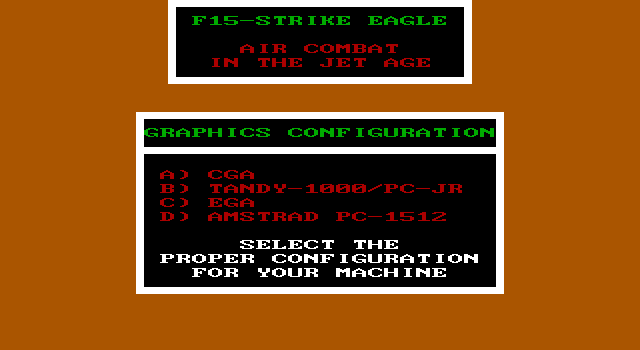 F15-STRIKE EAGLE
AIR COMBAT
IN THE JET AGE
GRAPHICS CONFIGURATION
A) CGA
B) TANDY-1000/PC-JR
C) EGA
D) AMSTRAD PC-1512
SELECT THE
PROPER CONFIGURATION
FOR YOUR MACHINE